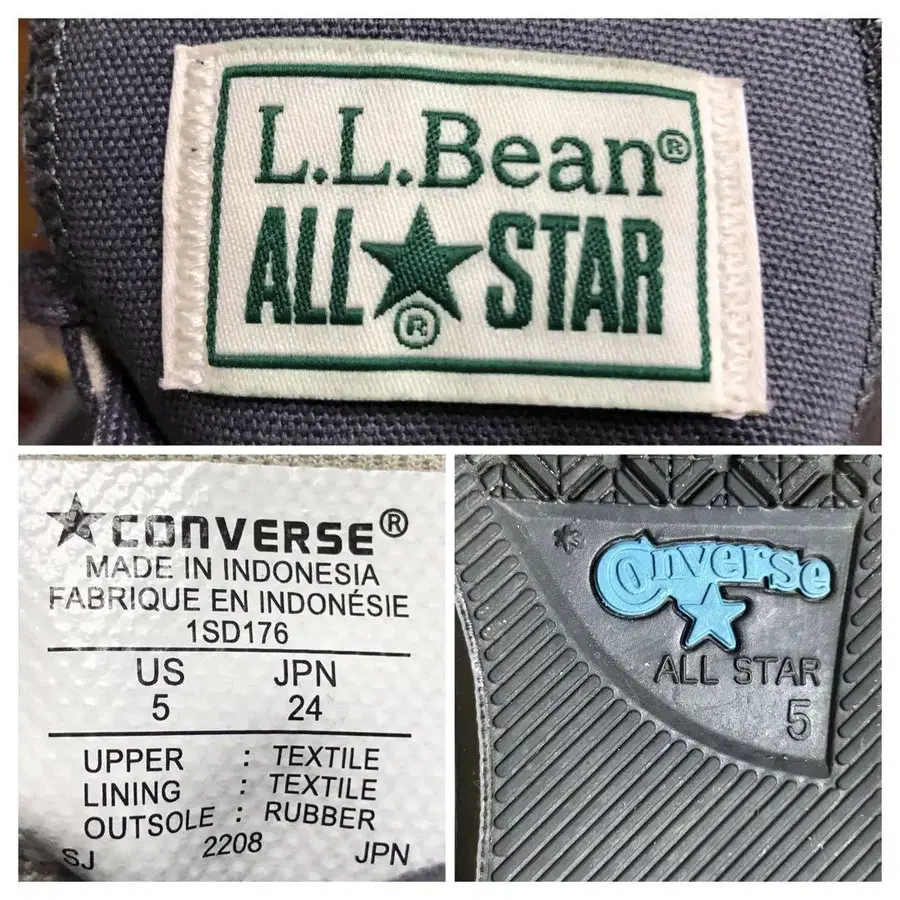 L.L.Bean®
ALL★STAR
®
★CONVERSE®
MADE IN INDONESIA
FABRIQUE EN INDONÉSIE
1SD176
US JPN
5 24
UPPER : TEXTILE
LINING : TEXTILE
OUTSOLE : RUBBER
SJ 2208 JPN
Converse
ALL STAR
5